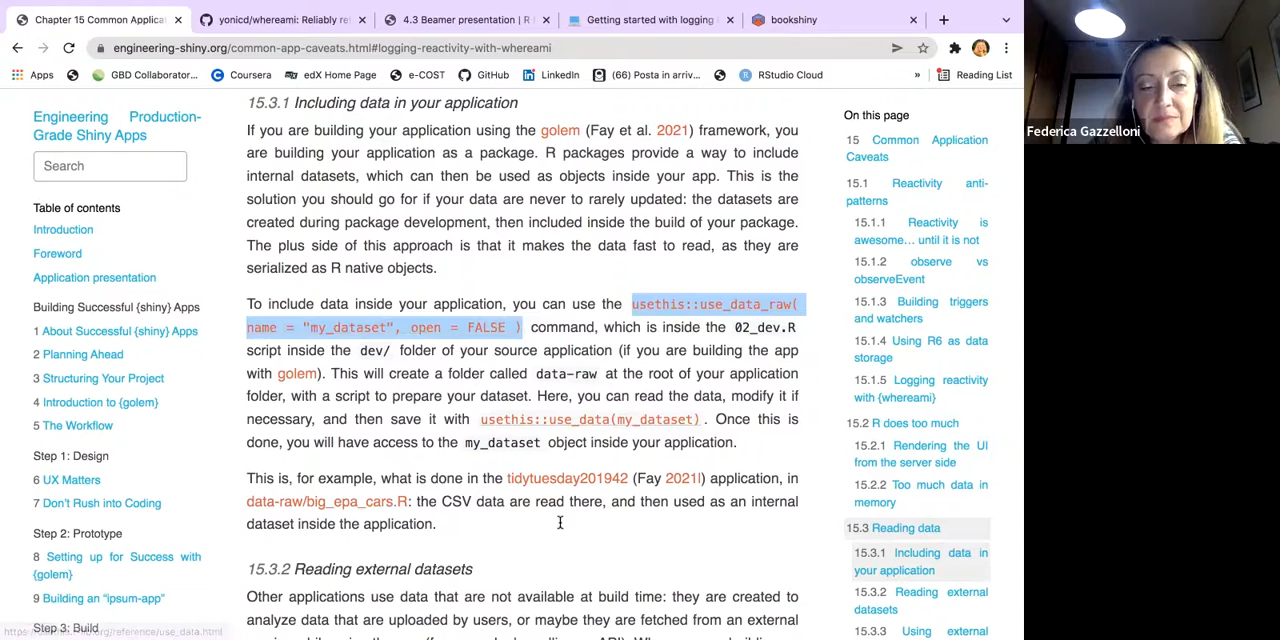 Chapter 15 Common Applica
yonicd/whereami: Reliably re
4.3 Beamer presentation | R
Getting started with logging
bookshiny
engineering-shiny.org/common-app-caveats.html#logging-reactivity-with-whereami
Apps
GBD Collaborator...
Coursera
edX Home Page
e-COST
GitHub
LinkedIn
(66) Posta in arriv...
RStudio Cloud
»
Reading List
Engineering Production-
Grade Shiny Apps
Search
Table of contents
Introduction
Foreword
Application presentation
Building Successful {shiny} Apps
1 About Successful {shiny} Apps
2 Planning Ahead
3 Structuring Your Project
4 Introduction to {golem}
5 The Workflow
Step 1: Design
6 UX Matters
7 Don't Rush into Coding
Step 2: Prototype
8 Setting up for Success with
{golem}
9 Building an “ipsum-app”
Step 3: Build
15.3.1 Including data in your application
If you are building your application using the golem (Fay et al. 2021) framework, you
are building your application as a package. R packages provide a way to include
internal datasets, which can then be used as objects inside your app. This is the
solution you should go for if your data are never to rarely updated: the datasets are
created during package development, then included inside the build of your package.
The plus side of this approach is that it makes the data fast to read, as they are
serialized as R native objects.
To include data inside your application, you can use the usethis::use_data_raw(
name = "my_dataset", open = FALSE ) command, which is inside the 02_dev.R
script inside the dev/ folder of your source application (if you are building the app
with golem). This will create a folder called data-raw at the root of your application
folder, with a script to prepare your dataset. Here, you can read the data, modify it if
necessary, and then save it with usethis::use_data(my_dataset). Once this is
done, you will have access to the my_dataset object inside your application.
This is, for example, what is done in the tidytuesday201942 (Fay 2021l) application, in
data-raw/big_epa_cars.R: the CSV data are read there, and then used as an internal
dataset inside the application.
15.3.2 Reading external datasets
Other applications use data that are not available at build time: they are created to
analyze data that are uploaded by users, or maybe they are fetched from an external
On this page
15 Common Application
Caveats
15.1 Reactivity anti-
patterns
15.1.1 Reactivity is
awesome... until it is not
15.1.2 observe vs
observeEvent
15.1.3 Building triggers
and watchers
15.1.4 Using R6 as data
storage
15.1.5 Logging reactivity
with {whereami}
15.2 R does too much
15.2.1 Rendering the UI
from the server side
15.2.2 Too much data in
memory
15.3 Reading data
15.3.1 Including data in
your application
15.3.2 Reading external
datasets
15.3.3 Using external
Federica Gazzelloni